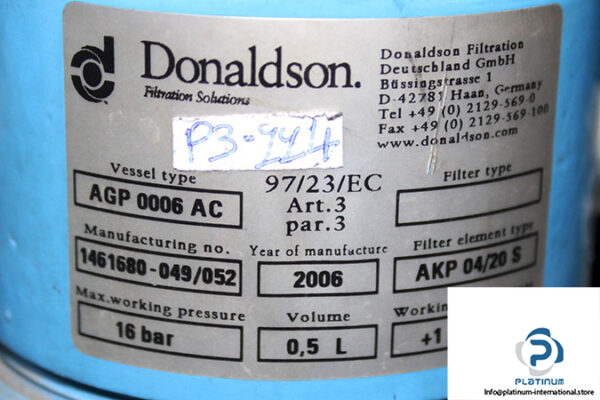 Donaldson.
Filtration Solutions
Donaldson Filtration
Deutschland GmbH
Büssingstrasse 1
D-42781 Haan, Germany
Tel +49 (0) 2129-569-0
Fax +49 (0) 2129-569-100
www.donaldson.com
P3-994
Vessel type
AGP 0006 AC
97/23/EC
Art.3
par.3
Filter type
Manufacturing no.
1461680-049/052
Year of manufacture
2006
Filter element type
AKP 04/20 S
Max.working pressure
16 bar
Volume
0,5 L
+1
PLATINUM
https://platinum-international.store